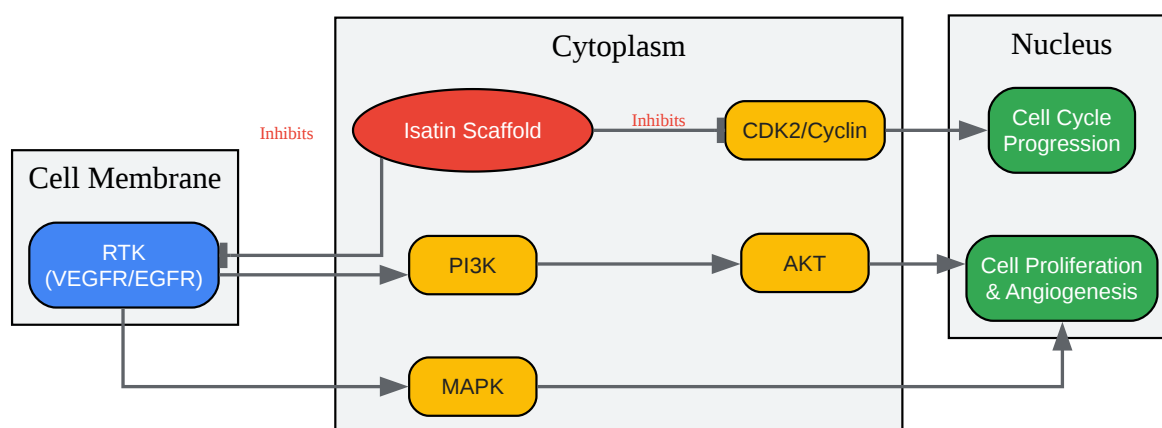 Cytoplasm
Nucleus
Inhibits
Isatin Scaffold
Inhibits
CDK2/Cyclin
Cell Cycle
Progression
Cell Membrane
RTK
(VEGFR/EGFR)
PI3K
AKT
Cell Proliferation
& Angiogenesis
MAPK